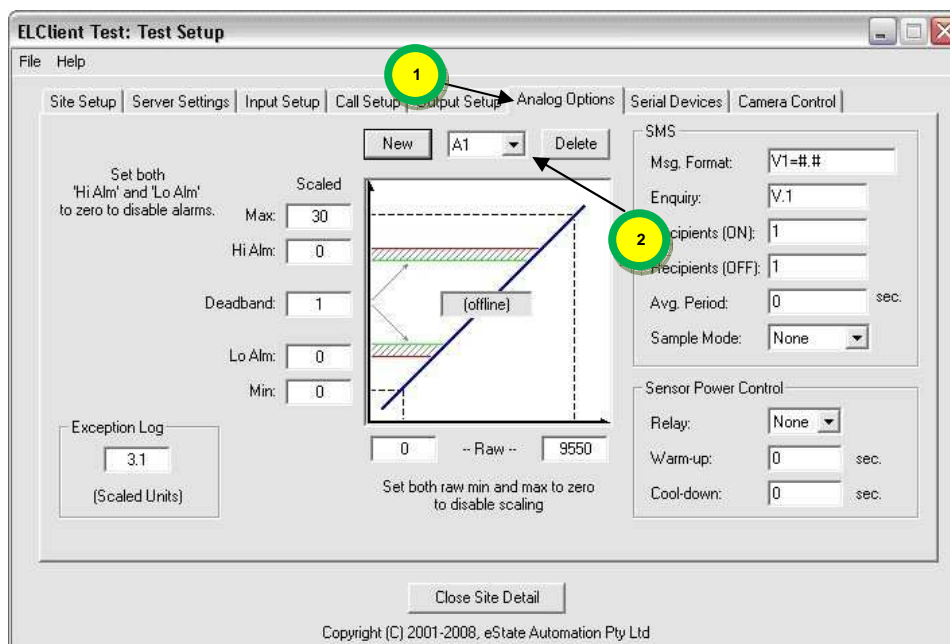 ELClient Test: Test Setup
File Help
1
Site Setup Server Settings Input Setup Call Setup Output Setup Analog Options Serial Devices Camera Control
New A1 Delete
Set both
'Hi Alm' and 'Lo Alm'
to zero to disable alarms.
Scaled
Max: 30
Hi Alm: 0
Deadband: 1
Lo Alm: 0
Min: 0
(offline)
2
0 -- Raw -- 9550
Set both raw min and max to zero
to disable scaling
Exception Log
3.1
(Scaled Units)
SMS
Msg. Format: V1=#.#
Enquiry: V.1
Recipients (ON): 1
Recipients (OFF): 1
Avg. Period: 0 sec.
Sample Mode: None
Sensor Power Control
Relay: None
Warm-up: 0 sec.
Cool-down: 0 sec.
Close Site Detail
Copyright (C) 2001-2008, eState Automation Pty Ltd